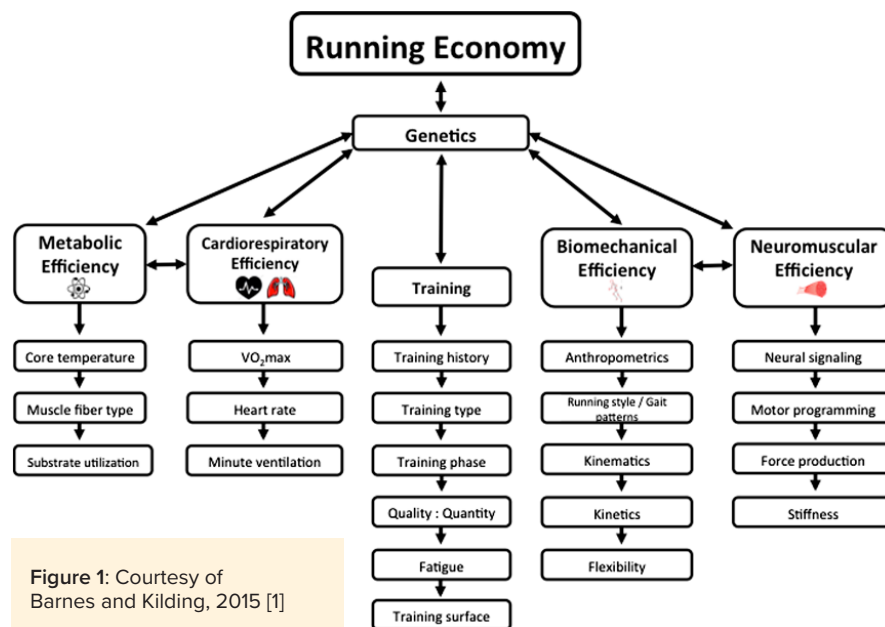 Running Economy
Genetics
Metabolic
Efficiency
Cardiorespiratory
Efficiency
Training
Biomechanical
Efficiency
Neuromuscular
Efficiency
Core temperature
Muscle fiber type
Substrate utilization
VO₂max
Heart rate
Minute ventilation
Training history
Training type
Training phase
Quality : Quantity
Fatigue
Training surface
Anthropometrics
Running style / Gait
patterns
Kinematics
Kinetics
Flexibility
Neural signaling
Motor programming
Force production
Stiffness
Figure 1: Courtesy of
Barnes and Kilding, 2015 [1]